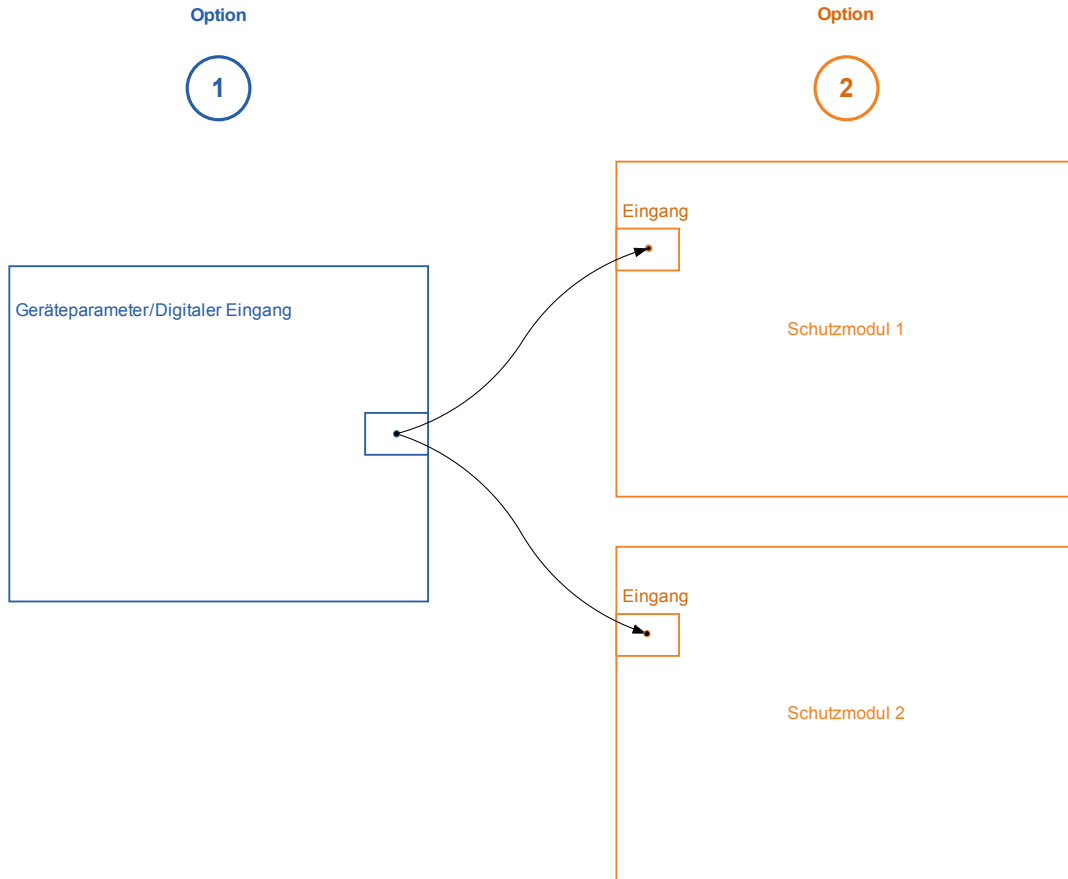 Option
Option
1
2
Eingang
Geräteparameter/Digitaler Eingang
Schutzmodul 1
Eingang
Schutzmodul 2